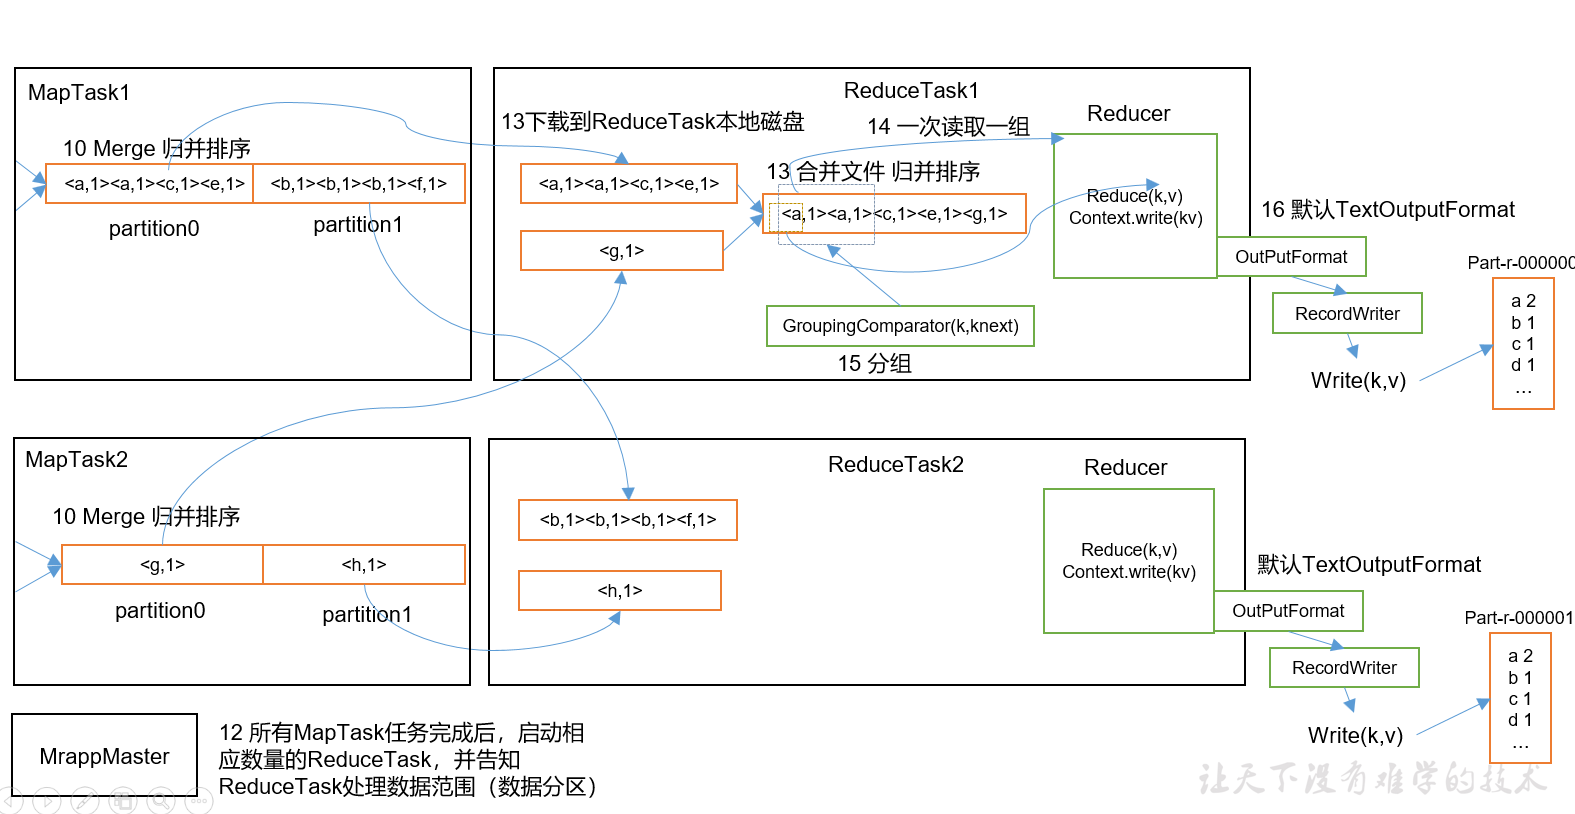 MapTask1
10 Merge 归并排序
<a,1><a,1><c,1><e,1>
<b,1><b,1><b,1><f,1>
partition0
partition1
ReduceTask1
13下载到ReduceTask本地磁盘
14 一次读取一组
Reducer
<a,1><a,1><c,1><e,1>
13 合并文件 归并排序
<a,1><a,1><c,1><e,1><g,1>
<g,1>
Reduce(k,v)
Context.write(kv)
GroupingComparator(k,knext)
15 分组
16 默认TextOutputFormat
OutPutFormat
RecordWriter
Write(k,v)
Part-r-000000
a 2
b 1
c 1
d 1
...
MapTask2
10 Merge 归并排序
<g,1>
<h,1>
partition0
partition1
ReduceTask2
Reducer
<b,1><b,1><b,1><f,1>
<h,1>
Reduce(k,v)
Context.write(kv)
默认TextOutputFormat
OutPutFormat
RecordWriter
Write(k,v)
Part-r-000001
a 2
b 1
c 1
d 1
...
MrappMaster
12 所有MapTask任务完成后，启动相
应数量的ReduceTask，并告知
ReduceTask处理数据范围（数据分区）
让天下没有难学的技术